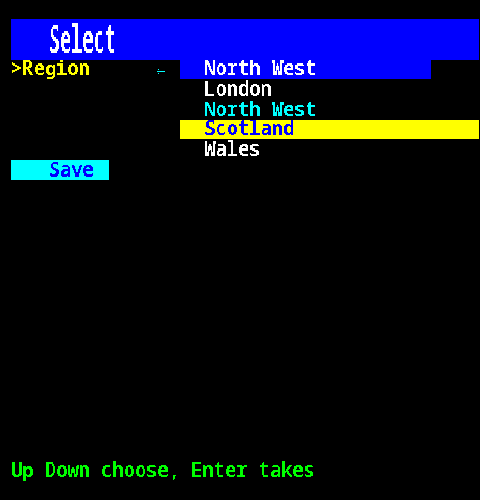 Select
>Region ← North West
London
North West
Scotland
Wales
Save
Up Down choose, Enter takes